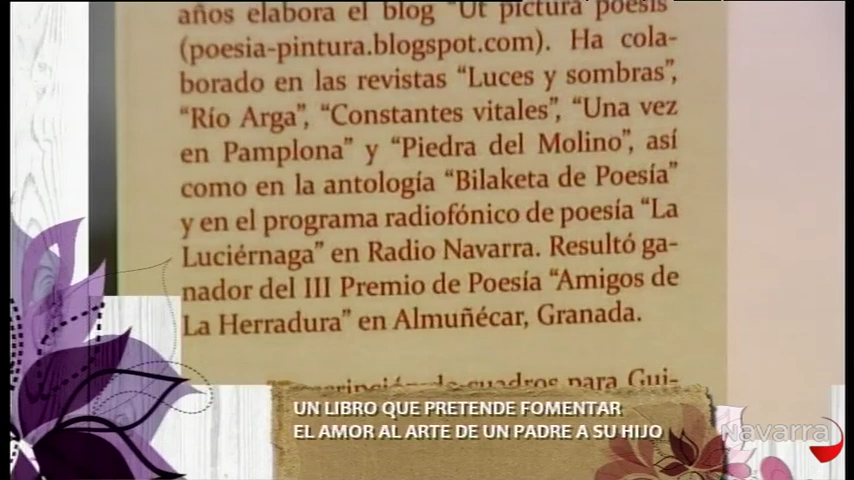 años elabora el blog "Ut pictura poesis
(poesia-pintura.blogspot.com). Ha cola-
borado en las revistas "Luces y sombras",
"Río Arga", "Constantes vitales", "Una vez
en Pamplona" y "Piedra del Molino", así
como en la antología "Bilaketa de Poesía"
y en el programa radiofónico de poesía "La
Luciérnaga" en Radio Navarra. Resultó ga-
nador del III Premio de Poesía "Amigos de
La Herradura" en Almuñécar, Granada.
de cuadros para Gui-
UN LIBRO QUE PRETENDE FOMENTAR
EL AMOR AL ARTE DE UN PADRE A SU HIJO
Navarra